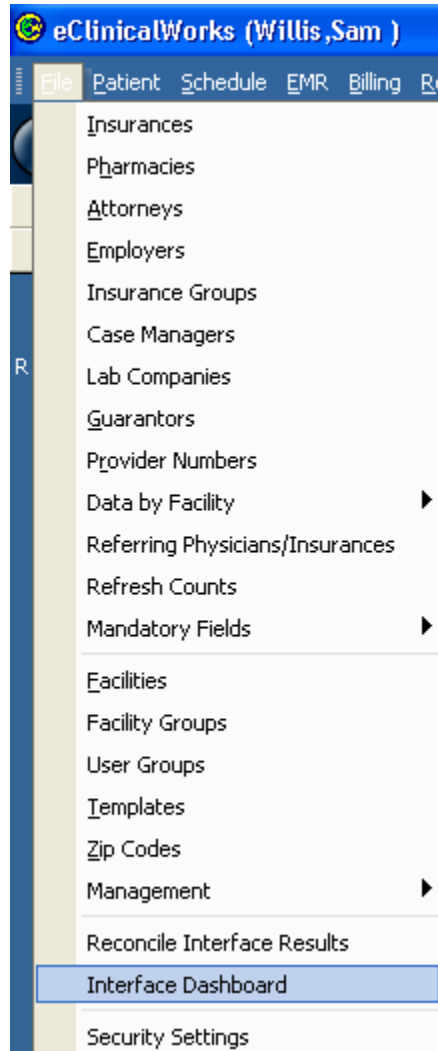 eClinicalWorks (Willis,Sam )
File Patient Schedule EMR Billing
Insurances
Pharmacies
Attorneys
Employers
Insurance Groups
Case Managers
R
Lab Companies
Guarantors
Provider Numbers
Data by Facility
Referring Physicians/Insurances
Refresh Counts
Mandatory Fields
Facilities
Facility Groups
User Groups
Templates
Zip Codes
Management
Reconcile Interface Results
Interface Dashboard
Security Settings